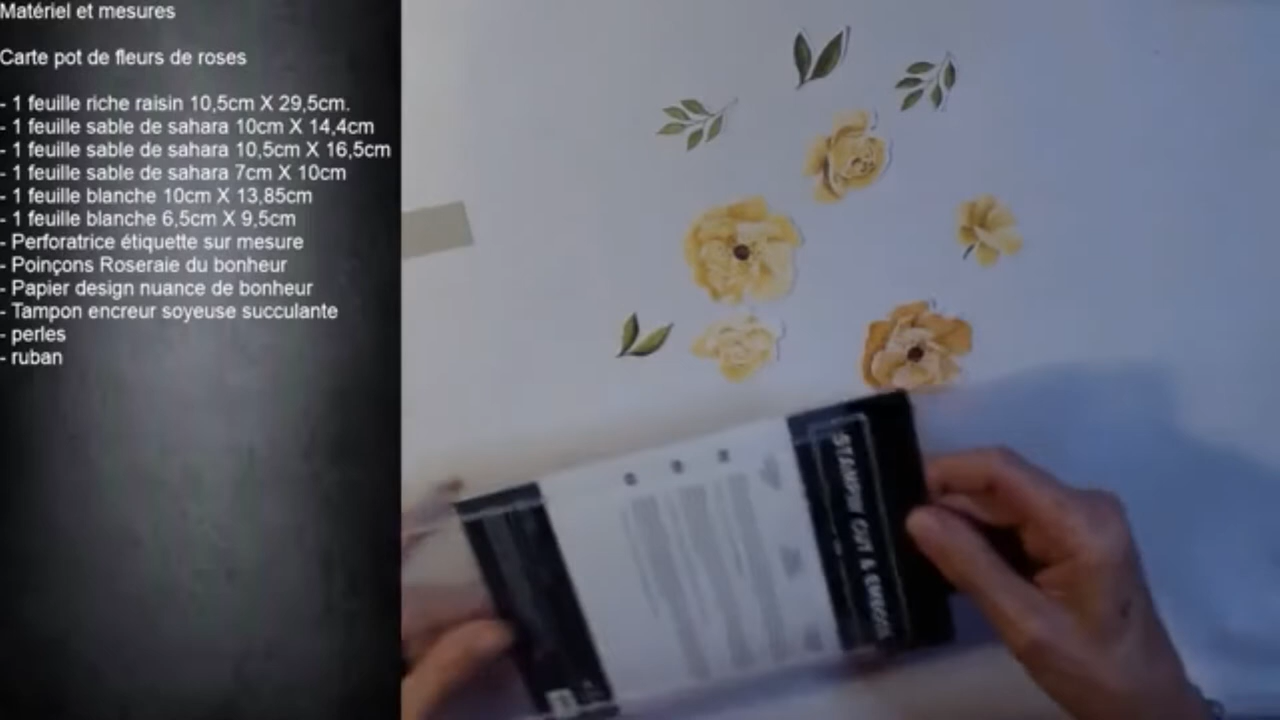 Matériel et mesures
Carte pot de fleurs de roses
- 1 feuille riche raisin 10,5cm X 29,5cm.
- 1 feuille sable de sahara 10cm X 14,4cm
- 1 feuille sable de sahara 10,5cm X 16,5cm
- 1 feuille sable de sahara 7cm X 10cm
- 1 feuille blanche 10cm X 13,85cm
- 1 feuille blanche 6,5cm X 9,5cm
- Perforatrice étiquette sur mesure
- Poinçons Roseraie du bonheur
- Papier design nuance de bonheur
- Tampon encreur soyeuse succulante
- perles
- ruban
STAMPIN' CUT & EMBOSS